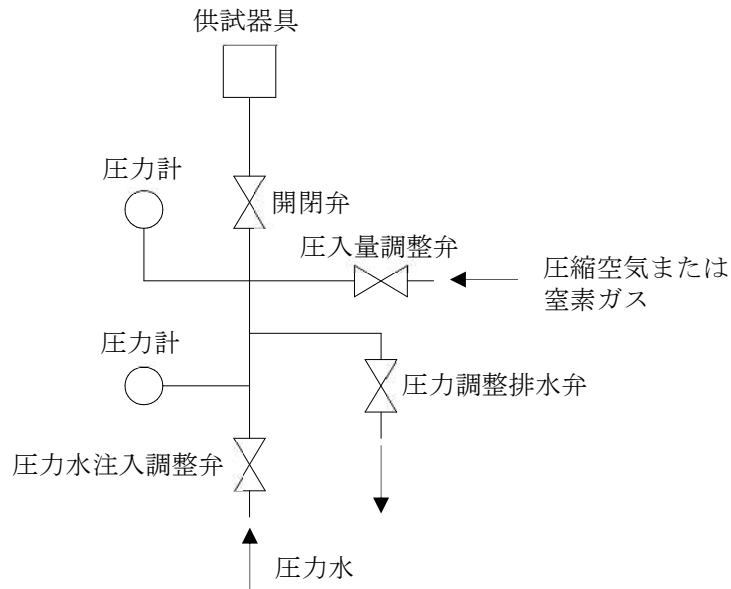 供試器具
圧力計
開閉弁
圧入量調整弁
圧縮空気または
窒素ガス
圧力計
圧力調整排水弁
圧力水注入調整弁
圧力水